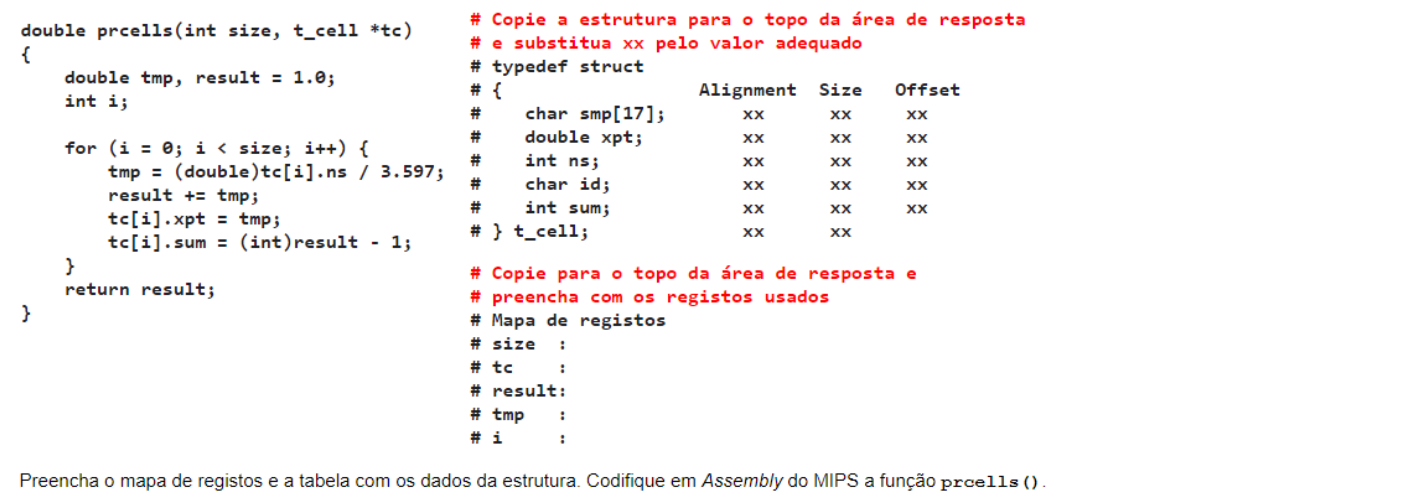 double prcells(int size, t_cell *tc)
{
    double tmp, result = 1.0;
    int i;

    for (i = 0; i < size; i++) {
        tmp = (double)tc[i].ns / 3.597;
        result += tmp;
        tc[i].xpt = tmp;
        tc[i].sum = (int)result - 1;
    }
    return result;
}
# Copie a estrutura para o topo da área de resposta
# e substitua xx pelo valor adequado
# typedef struct
# {                  Alignment  Size   Offset
#    char smp[17];       xx      xx     xx
#    double xpt;         xx      xx     xx
#    int ns;             xx      xx     xx
#    char id;            xx      xx     xx
#    int sum;            xx      xx     xx
# } t_cell;              xx      xx
# Copie para o topo da área de resposta e
# preencha com os registos usados
# Mapa de registos
# size  :
# tc    :
# result:
# tmp   :
# i     :
Preencha o mapa de registos e a tabela com os dados da estrutura. Codifique em Assembly do MIPS a função prcells().